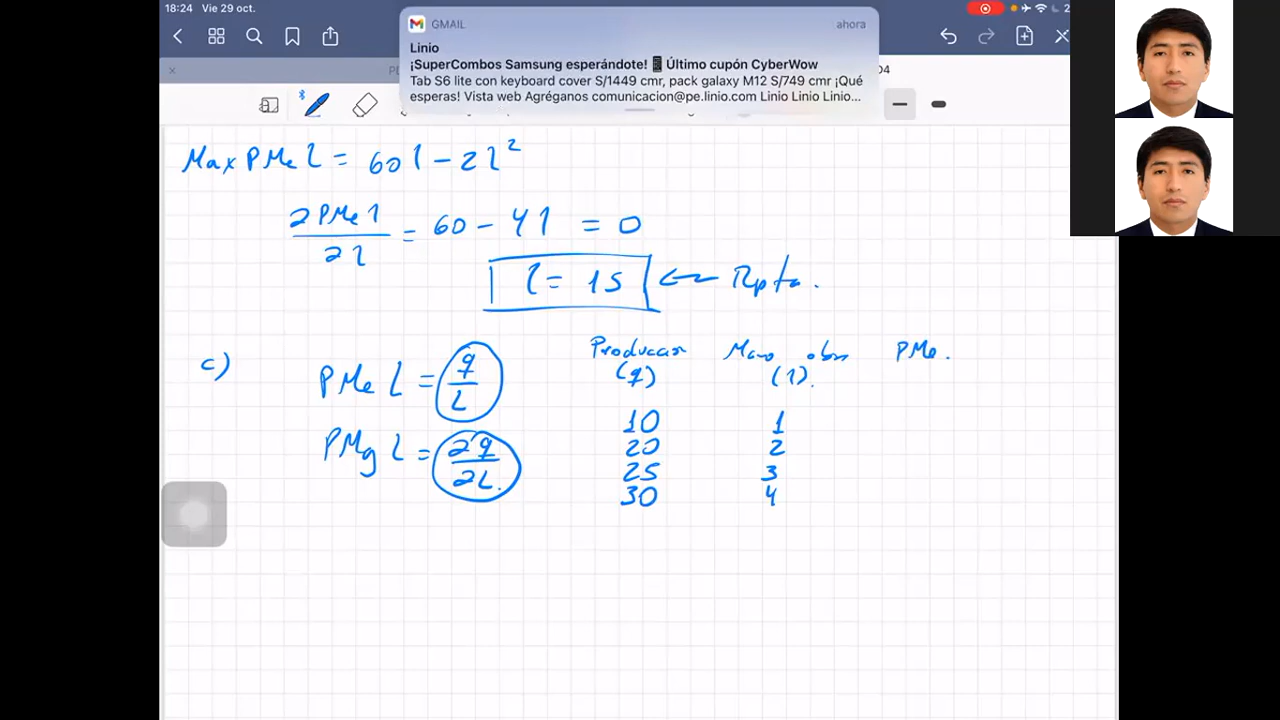 18:24 Vie 29 oct.
GMAIL
ahora
Linio
¡SuperCombos Samsung esperándote! 📱 Último cupón CyberWow
Tab S6 lite con keyboard cover S/1449 cmr, pack galaxy M12 S/749 cmr ¡Qué
esperas! Vista web Agréganos comunicacion@pe.linio.com Linio Linio Linio...
Max PMe l = 60l - 2l²
∂PMe l / ∂l = 60 - 4l = 0
l = 15 ← Rpta.
c)
PMe L = q/L
PMg L = ∂q/∂L.
Produccion Mano obra PMe.
(q) (l).
10 1
20 2
25 3
30 4